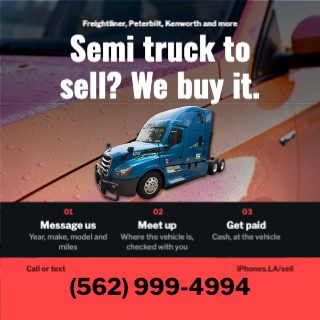 Freightliner, Peterbilt, Kenworth and more
Semi truck to
sell? We buy it.
01
Message us
Year, make, model and
miles
02
Meet up
Where the vehicle is,
checked with you
03
Get paid
Cash, at the vehicle
Call or text
iPhones.LA/sell
(562) 999-4994